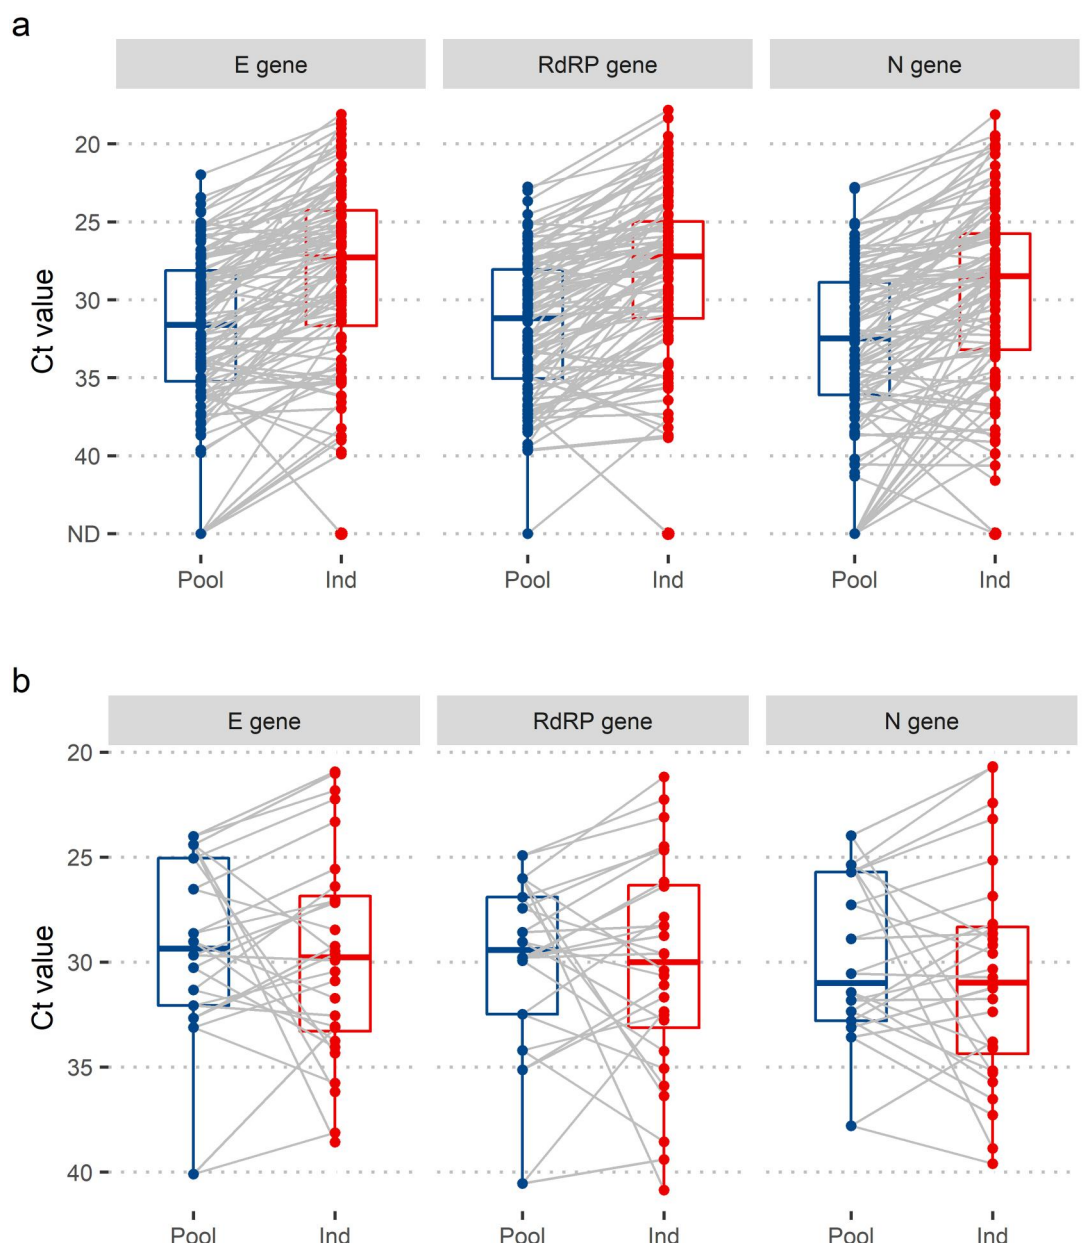 a
E gene RdRP gene N gene
20
25
30
35
40
ND
Ct value
Pool Ind Pool Ind Pool Ind
b
E gene RdRP gene N gene
20
25
30
35
40
Ct value
Pool Ind Pool Ind Pool Ind